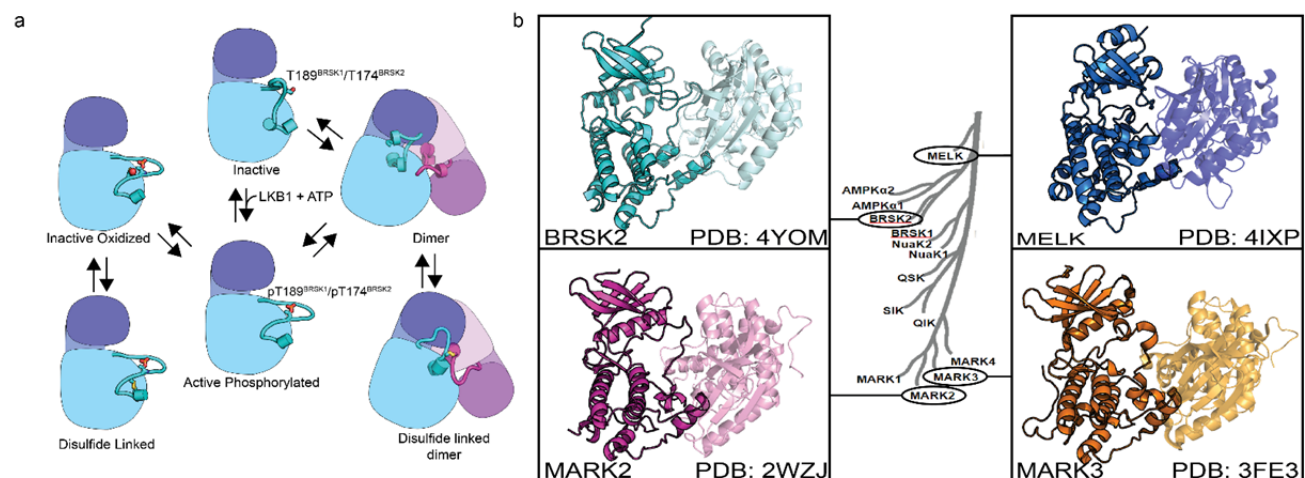 a
T189BRSK1/T174BRSK2
Inactive
LKB1 + ATP
Inactive Oxidized
Dimer
pT189BRSK1/pT174BRSK2
Active Phosphorylated
Disulfide Linked
Disulfide linked
dimer
b
BRSK2 PDB: 4YOM
MELK PDB: 4IXP
MARK2 PDB: 2WZJ
MARK3 PDB: 3FE3
MELK
AMPKα2
AMPKα1
BRSK2
BRSK1
NuaK2
NuaK1
QSK
SIK
QIK
MARK4
MARK1
MARK3
MARK2